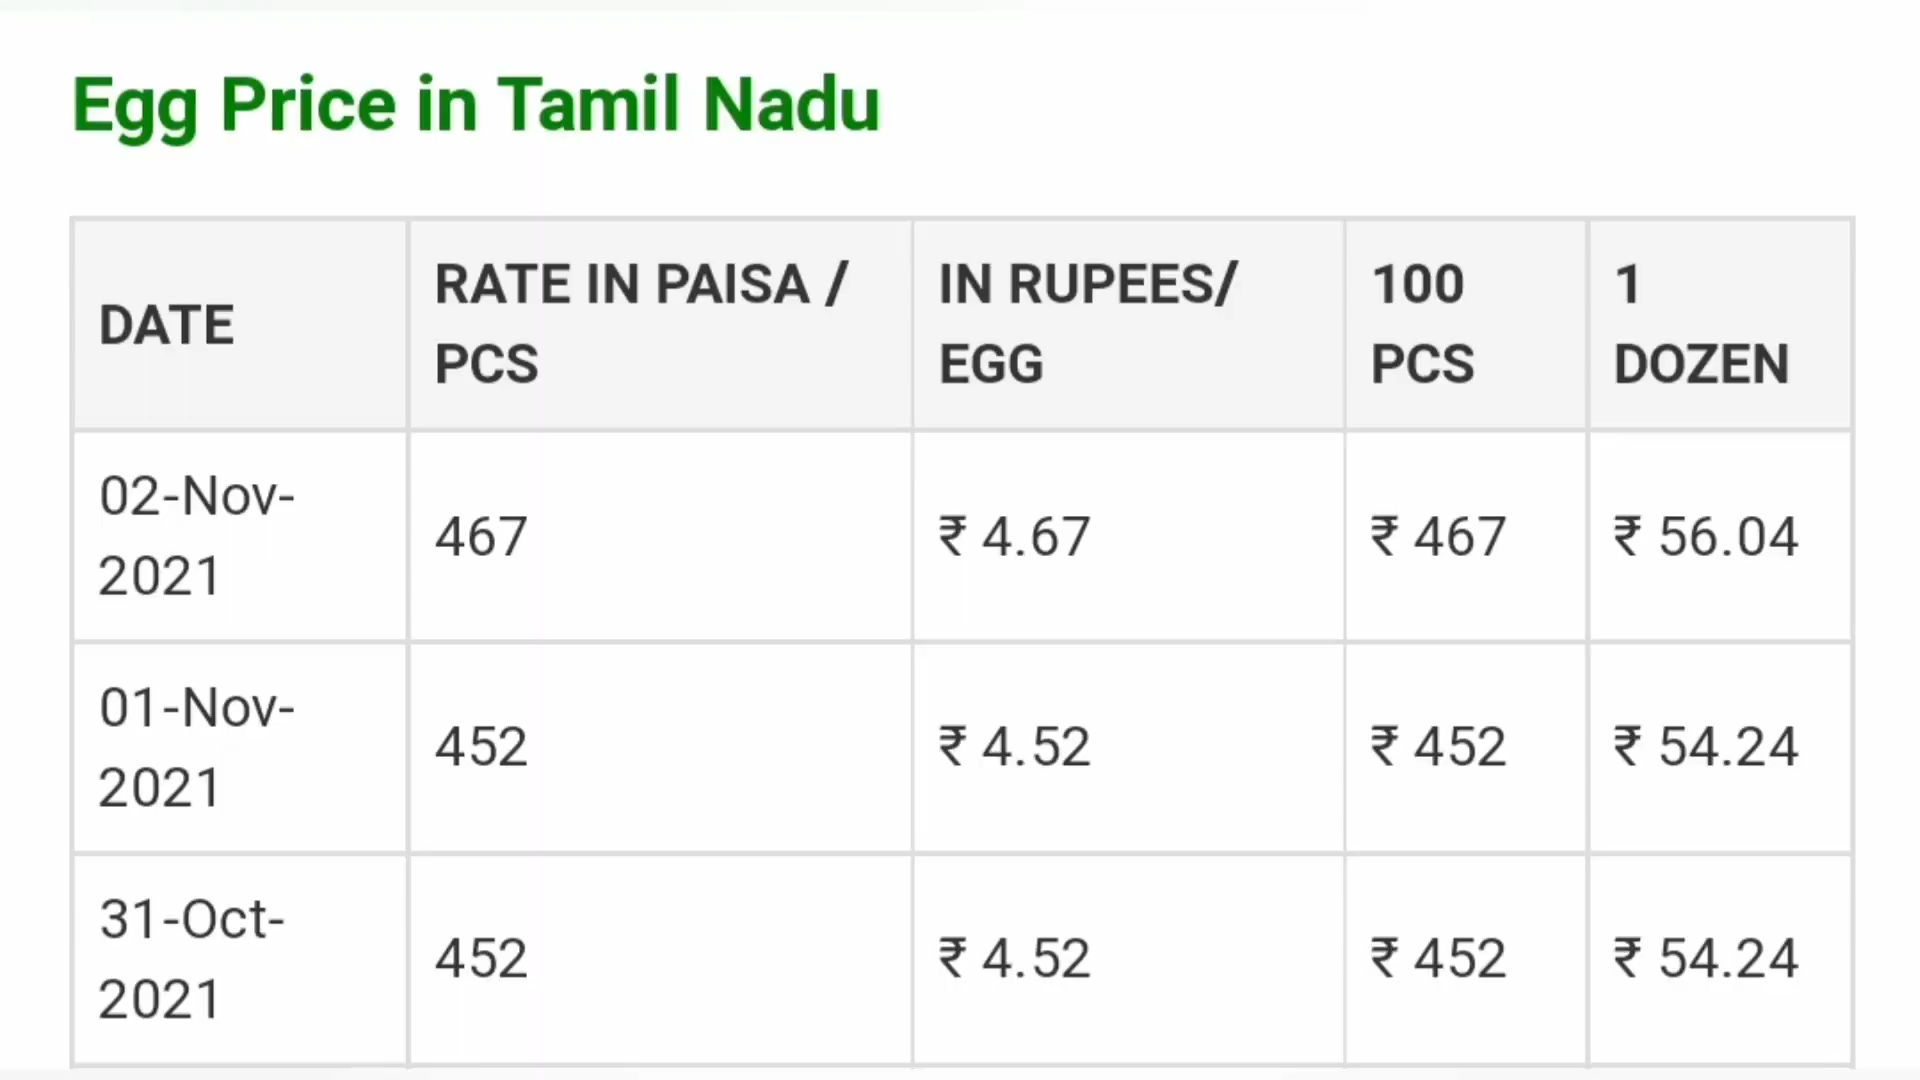 Egg Price in Tamil Nadu
DATE
RATE IN PAISA /
PCS
IN RUPEES/
EGG
100
PCS
1
DOZEN
02-Nov-
2021
467
₹ 4.67
₹ 467
₹ 56.04
01-Nov-
2021
452
₹ 4.52
₹ 452
₹ 54.24
31-Oct-
2021
452
₹ 4.52
₹ 452
₹ 54.24